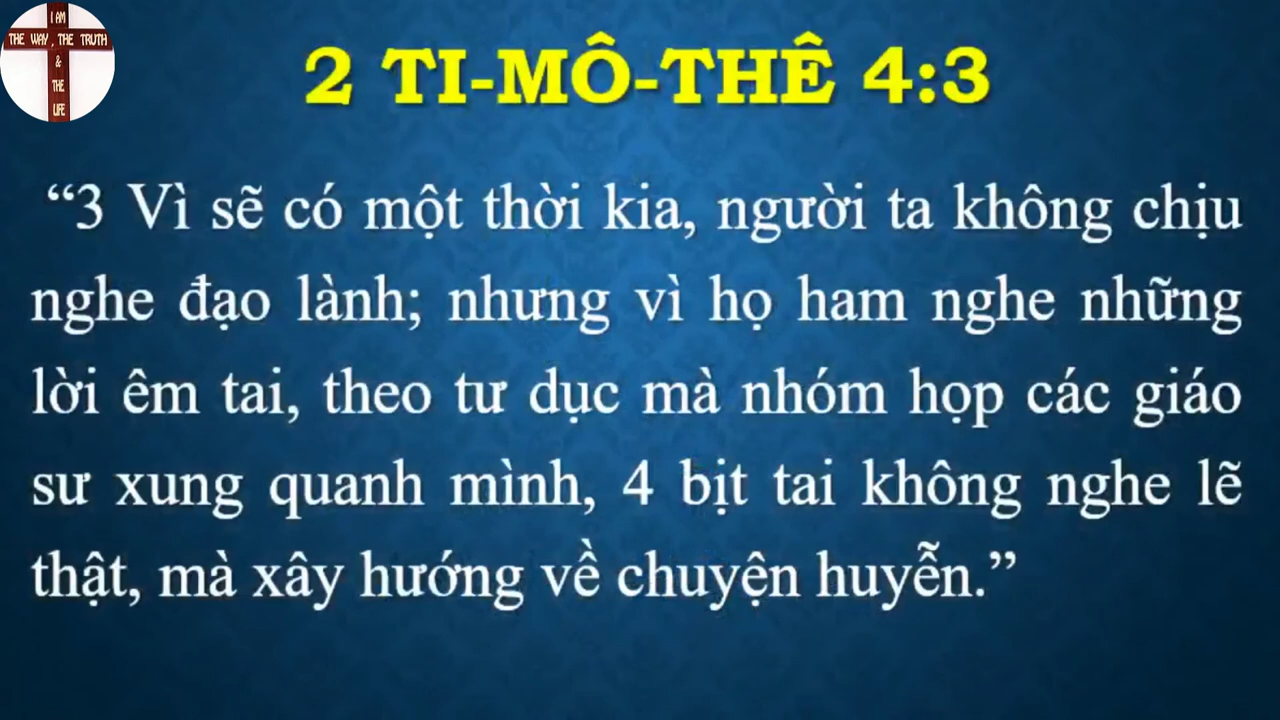 I AM
THE WAY, THE TRUTH
&
THE
LIFE
2 TI-MÔ-THÊ 4:3
“3 Vì sẽ có một thời kia, người ta không chịu
nghe đạo lành; nhưng vì họ ham nghe những
lời êm tai, theo tư dục mà nhóm họp các giáo
sư xung quanh mình, 4 bịt tai không nghe lẽ
thật, mà xây hướng về chuyện huyễn.”